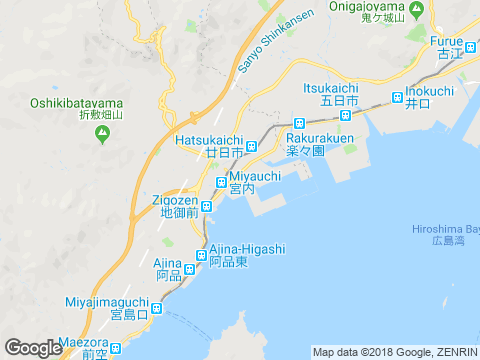 Onigajoyama
鬼ケ城山
Furue
古江
Sanyo Shinkansen
Itsukaichi
五日市
Inokuchi
井口
Oshikibatayama
折敷畑山
Hatsukaichi
廿日市
Rakurakuen
楽々園
Miyauchi
宮内
Zigozen
地御前
Hiroshima Bay
広島湾
Ajina-Higashi
阿品東
Ajina
阿品
Miyajimaguchi
宮島口
Maezora
前空
Google
Map data ©2018 Google, ZENRIN